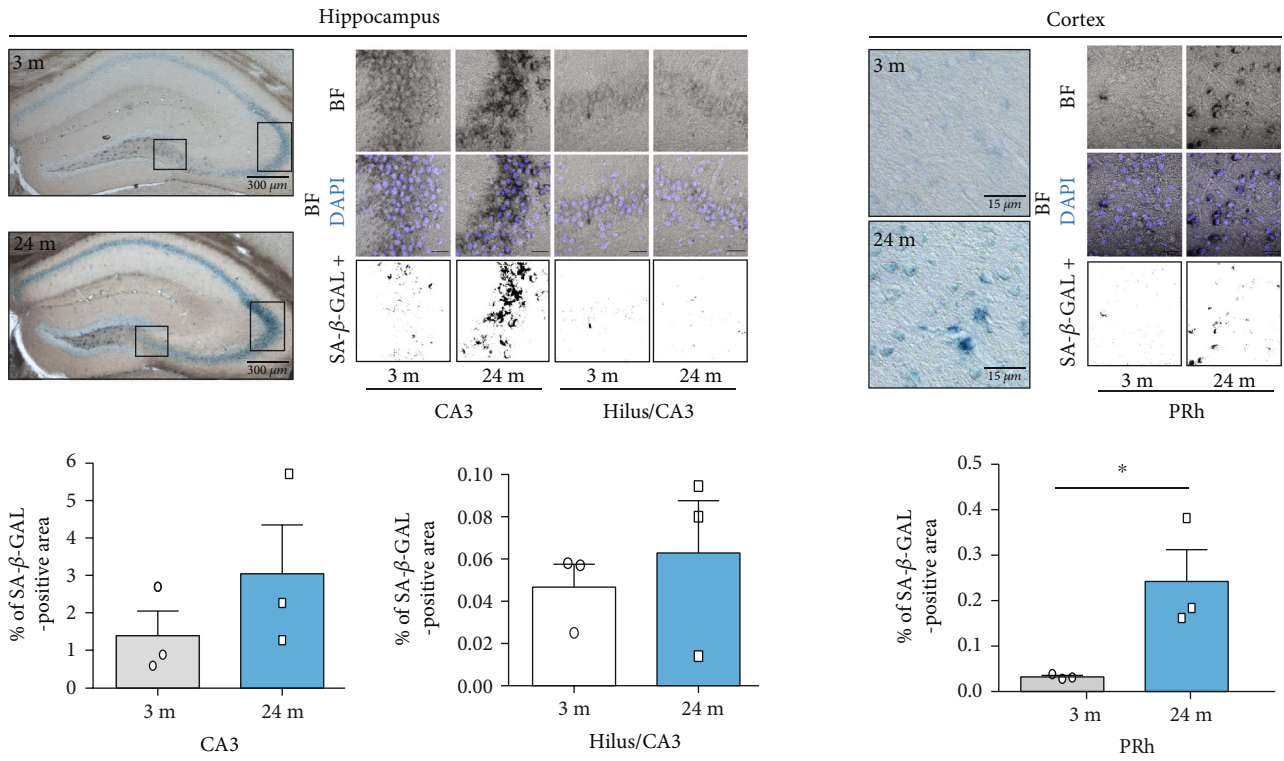 Hippocampus
Cortex
3 m
300 μm
24 m
300 μm
BF
BF
DAPI
SA-β-GAL +
3 m
24 m
3 m
24 m
CA3
Hilus/CA3
3 m
15 μm
24 m
15 μm
BF
BF
DAPI
SA-β-GAL +
3 m
24 m
PRh
% of SA-β-GAL
-positive area
6
5
4
3
2
1
0
3 m
24 m
CA3
% of SA-β-GAL
-positive area
0.10
0.08
0.06
0.04
0.02
0.00
3 m
24 m
Hilus/CA3
% of SA-β-GAL
-positive area
0.5
0.4
0.3
0.2
0.1
0.0
*
3 m
24 m
PRh